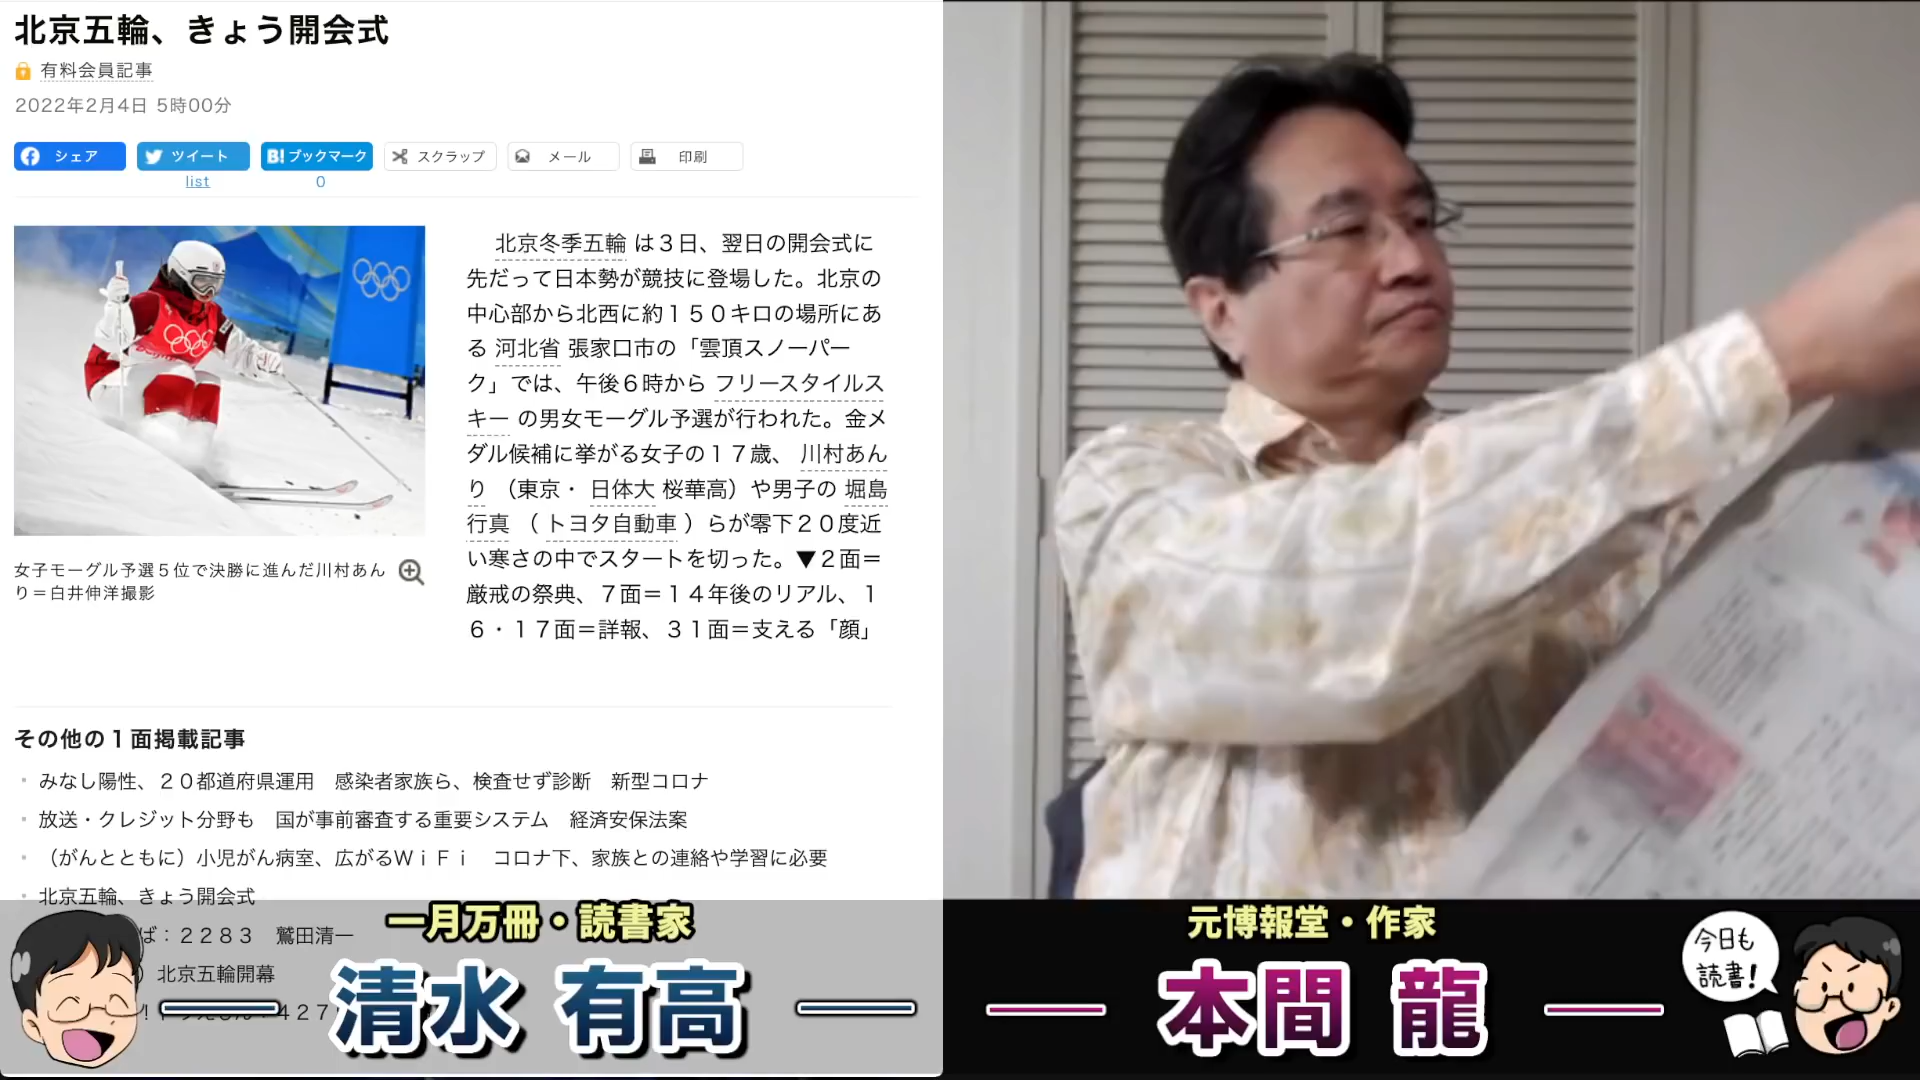 北京五輪、きょう開会式
有料会員記事
2022年2月4日 5時00分
シェア
ツイート
B!ブックマーク
スクラップ
メール
印刷
list
0
北京冬季五輪 は３日、翌日の開会式に
先だって日本勢が競技に登場した。北京の
中心部から北西に約１５０キロの場所にあ
る 河北省 張家口市の「雲頂スノーパー
ク」では、午後６時から フリースタイルス
キー の男女モーグル予選が行われた。金メ
ダル候補に挙がる女子の１７歳、 川村あん
り （東京・ 日体大 桜華高）や男子の 堀島
行真 （ トヨタ自動車 ）らが零下２０度近
い寒さの中でスタートを切った。▼２面＝
厳戒の祭典、７面＝１４年後のリアル、１
６・１７面＝詳報、３１面＝支える「顔」
女子モーグル予選５位で決勝に進んだ川村あん
り＝白井伸洋撮影
その他の１面掲載記事
みなし陽性、２０都道府県運用　感染者家族ら、検査せず診断　新型コロナ
放送・クレジット分野も　国が事前審査する重要システム　経済安保法案
（がんとともに）小児がん病室、広がるＷｉＦｉ　コロナ下、家族との連絡や学習に必要
北京五輪、きょう開会式
ば：２２８３　鷲田清一
）北京五輪開幕
４２７
一月万冊・読書家
清水 有高
元博報堂・作家
本間 龍
今日も
読書!